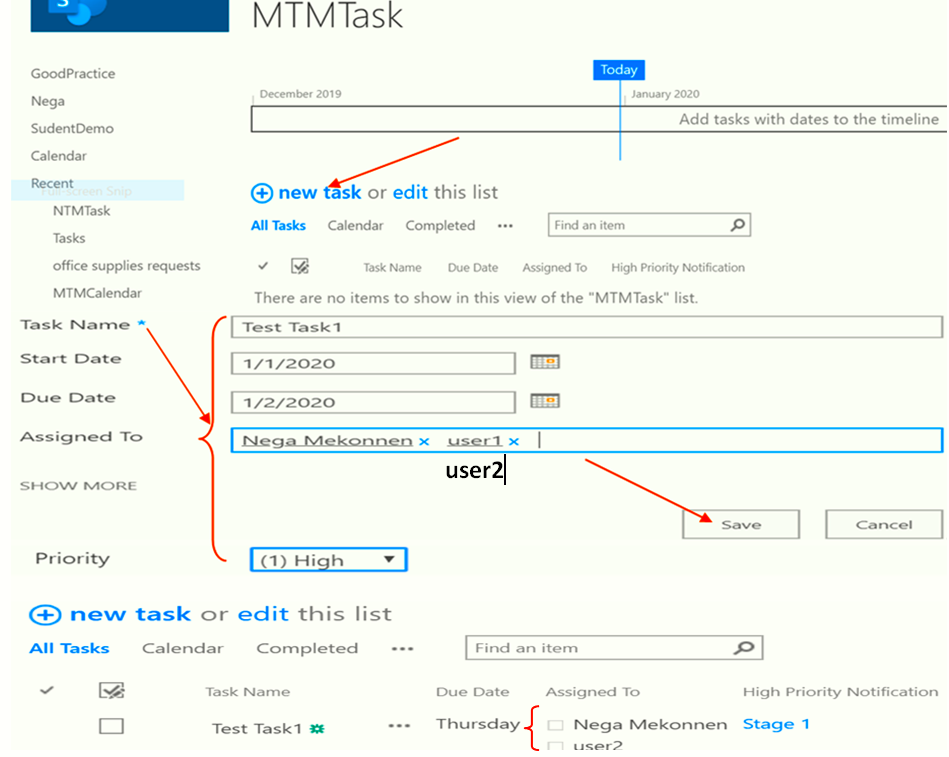 S
MTMTask
GoodPractice
Nega
SudentDemo
Calendar
Recent
Full-screen Snip
NTMTask
Tasks
office supplies requests
MTMCalendar
Today
December 2019
January 2020
Add tasks with dates to the timeline
new task or edit this list
All Tasks Calendar Completed ••• Find an item
Task Name Due Date Assigned To High Priority Notification
There are no items to show in this view of the "MTMTask" list.
Task Name * Test Task1
Start Date 1/1/2020
Due Date 1/2/2020
Assigned To Nega Mekonnen × user1 ×
user2
SHOW MORE
Save Cancel
Priority (1) High
new task or edit this list
All Tasks Calendar Completed ••• Find an item
Task Name Due Date Assigned To High Priority Notification
Test Task1 ••• Thursday Nega Mekonnen Stage 1
user2